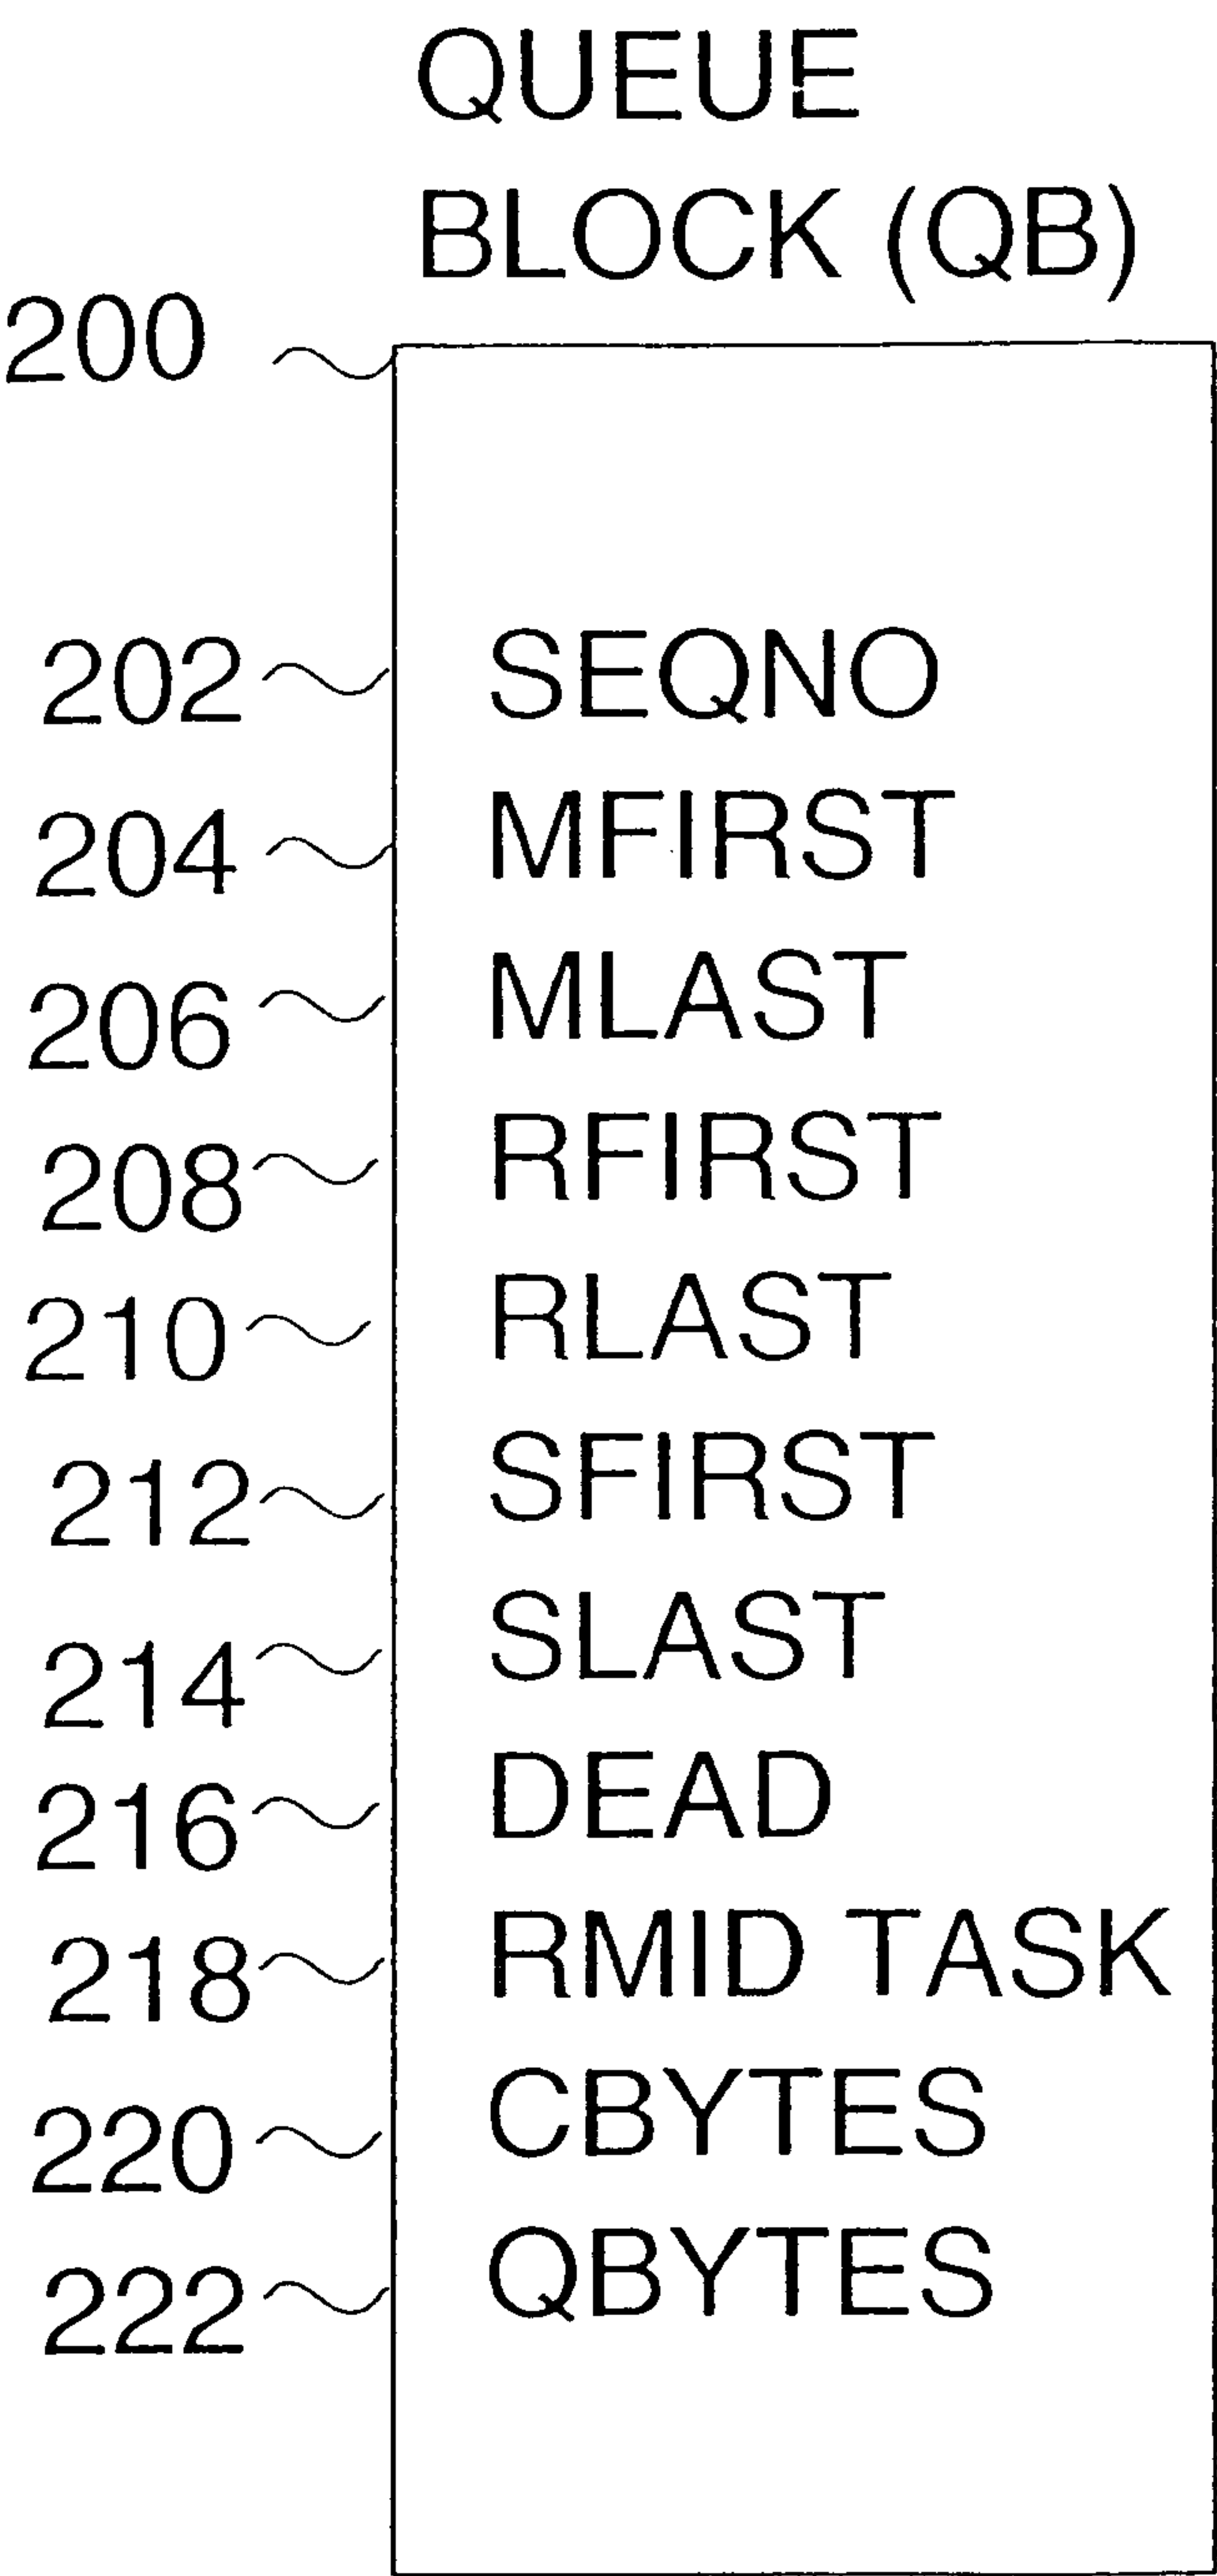 QUEUE
BLOCK (QB)
200
202 SEQNO
204 MFIRST
206 MLAST
208 RFIRST
210 RLAST
212 SFIRST
214 SLAST
216 DEAD
218 RMID TASK
220 CBYTES
222 QBYTES